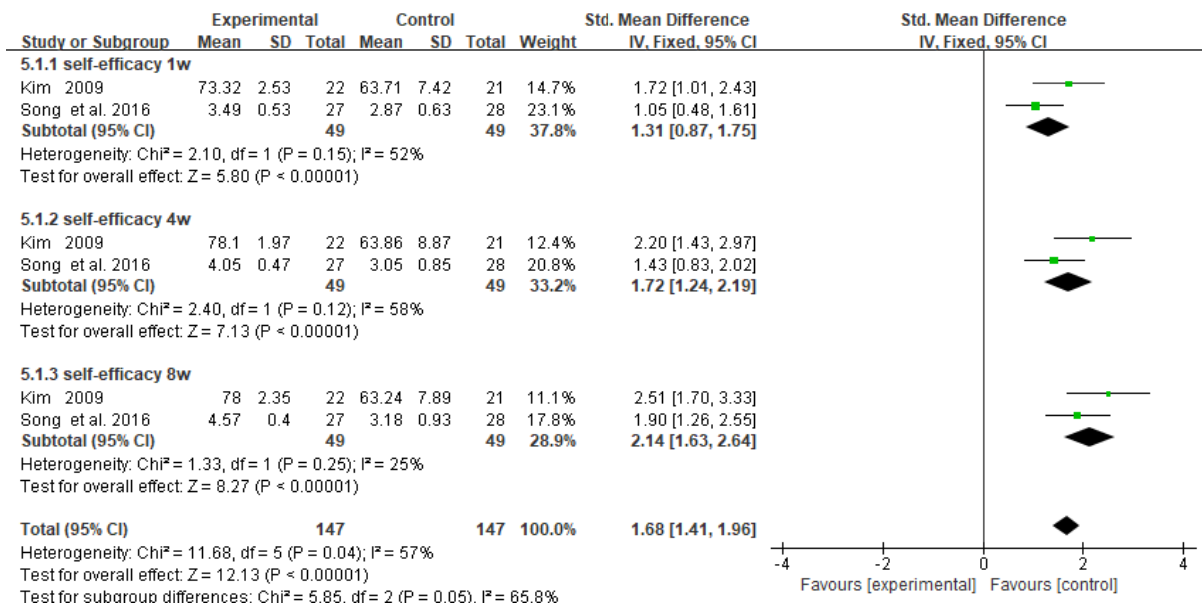 Experimental Control Std. Mean Difference Std. Mean Difference
Study or Subgroup Mean SD Total Mean SD Total Weight IV, Fixed, 95% CI IV, Fixed, 95% CI
5.1.1 self-efficacy 1w
Kim 2009 73.32 2.53 22 63.71 7.42 21 14.7% 1.72 [1.01, 2.43]
Song et al. 2016 3.49 0.53 27 2.87 0.63 28 23.1% 1.05 [0.48, 1.61]
Subtotal (95% CI) 49 49 37.8% 1.31 [0.87, 1.75]
Heterogeneity: Chi² = 2.10, df = 1 (P = 0.15); I² = 52%
Test for overall effect: Z = 5.80 (P < 0.00001)
5.1.2 self-efficacy 4w
Kim 2009 78.1 1.97 22 63.86 8.87 21 12.4% 2.20 [1.43, 2.97]
Song et al. 2016 4.05 0.47 27 3.05 0.85 28 20.8% 1.43 [0.83, 2.02]
Subtotal (95% CI) 49 49 33.2% 1.72 [1.24, 2.19]
Heterogeneity: Chi² = 2.40, df = 1 (P = 0.12); I² = 58%
Test for overall effect: Z = 7.13 (P < 0.00001)
5.1.3 self-efficacy 8w
Kim 2009 78 2.35 22 63.24 7.89 21 11.1% 2.51 [1.70, 3.33]
Song et al. 2016 4.57 0.4 27 3.18 0.93 28 17.8% 1.90 [1.26, 2.55]
Subtotal (95% CI) 49 49 28.9% 2.14 [1.63, 2.64]
Heterogeneity: Chi² = 1.33, df = 1 (P = 0.25); I² = 25%
Test for overall effect: Z = 8.27 (P < 0.00001)
Total (95% CI) 147 147 100.0% 1.68 [1.41, 1.96]
Heterogeneity: Chi² = 11.68, df = 5 (P = 0.04); I² = 57%
Test for overall effect: Z = 12.13 (P < 0.00001)
Test for subgroup differences: Chi² = 5.85, df = 2 (P = 0.05), I² = 65.8%
-4 -2 0 2 4
Favours [experimental] Favours [control]